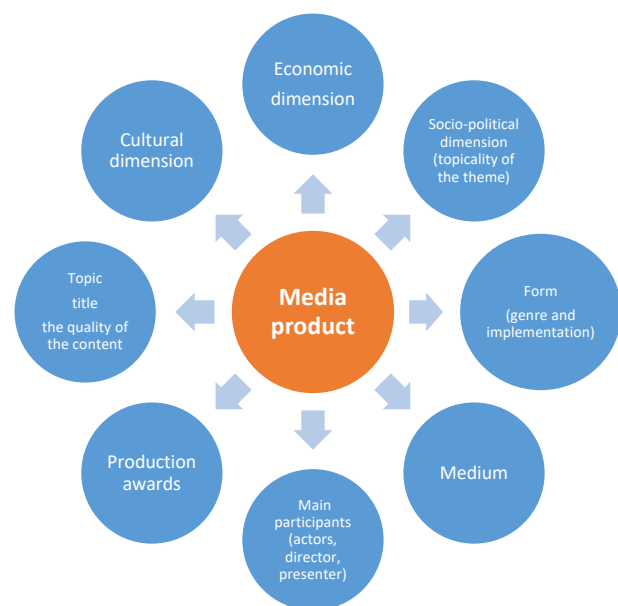 Economic
dimension
Socio-political
dimension
(topicality of
the theme)
Form
(genre and
implementation)
Medium
Main
participants
(actors,
director,
presenter)
Production
awards
Topic
title
the quality of
the content
Cultural
dimension
Media
product